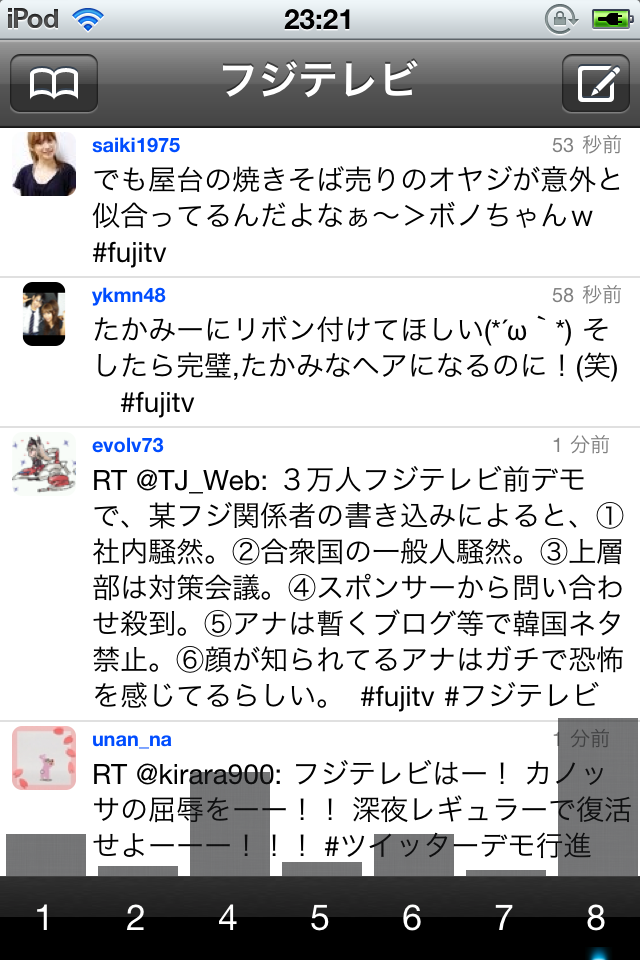 iPod 23:21
フジテレビ
saiki1975 53 秒前
でも屋台の焼きそば売りのオヤジが意外と
似合ってるんだよなぁ〜＞ボノちゃんｗ
#fujitv
ykmn48 58 秒前
たかみーにリボン付けてほしい(*´ω｀*) そ
したら完璧,たかみなヘアになるのに！(笑)
#fujitv
evolv73 1 分前
RT @TJ_Web: ３万人フジテレビ前デモ
で、某フジ関係者の書き込みによると、①
社内騒然。②合衆国の一般人騒然。③上層
部は対策会議。④スポンサーから問い合わ
せ殺到。⑤アナは暫くブログ等で韓国ネタ
禁止。⑥顔が知られてるアナはガチで恐怖
を感じてるらしい。 #fujitv #フジテレビ
unan_na 1 分前
RT @kirara900: フジテレビはー！ カノッ
サの屈辱をーー！！ 深夜レギュラーで復活
せよーーー！！！ #ツイッターデモ行進
1 2 4 5 6 7 8